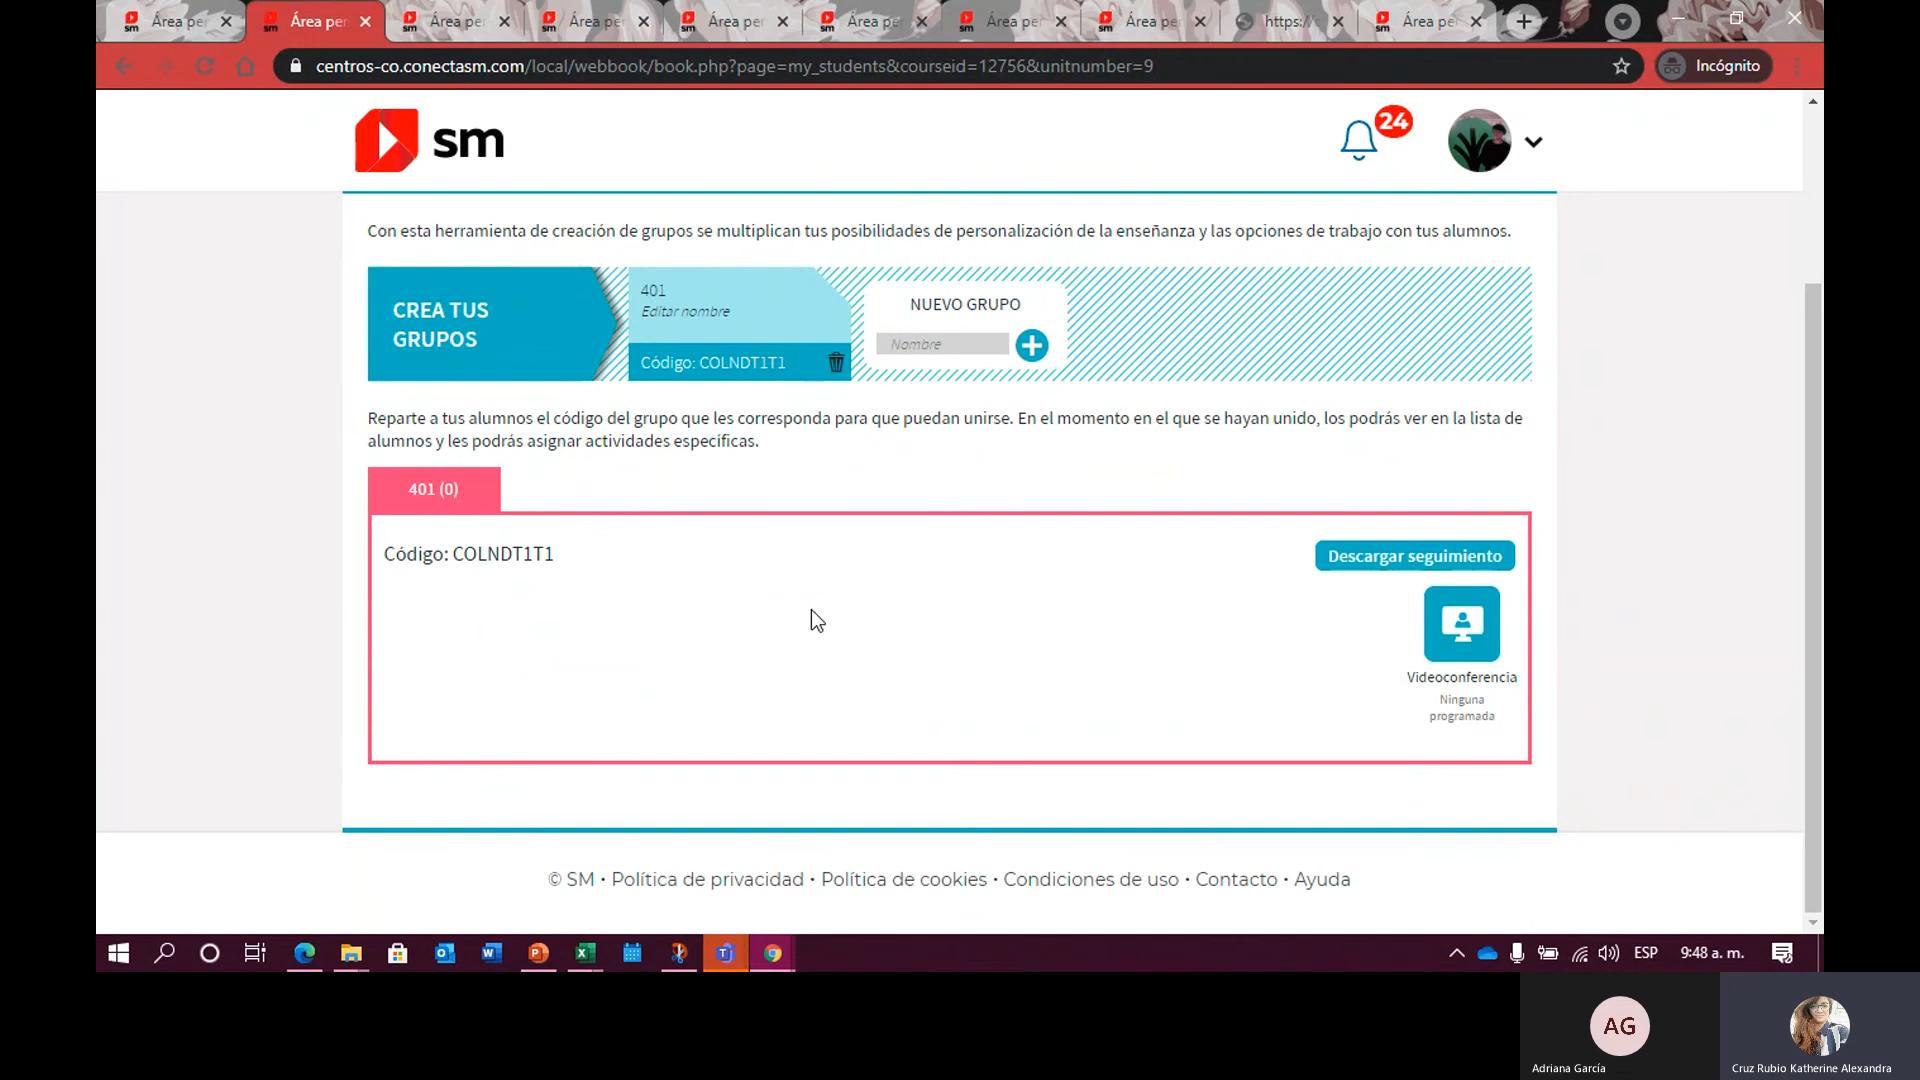 Área per
Área per
Área per
Área per
Área per
Área per
Área per
Área per
https://
Área per
centros-co.conectasm.com/local/webbook/book.php?page=my_students&courseid=12756&unitnumber=9
Incógnito
sm
24
Con esta herramienta de creación de grupos se multiplican tus posibilidades de personalización de la enseñanza y las opciones de trabajo con tus alumnos.
CREA TUS
GRUPOS
401
Editar nombre
Código: COLNDT1T1
NUEVO GRUPO
Nombre
Reparte a tus alumnos el código del grupo que les corresponda para que puedan unirse. En el momento en el que se hayan unido, los podrás ver en la lista de
alumnos y les podrás asignar actividades específicas.
401 (0)
Código: COLNDT1T1
Descargar seguimiento
Videoconferencia
Ninguna
programada
© SM • Política de privacidad • Política de cookies • Condiciones de uso • Contacto • Ayuda
ESP
9:48 a. m.
AG
Adriana García
Cruz Rubio Katherine Alexandra